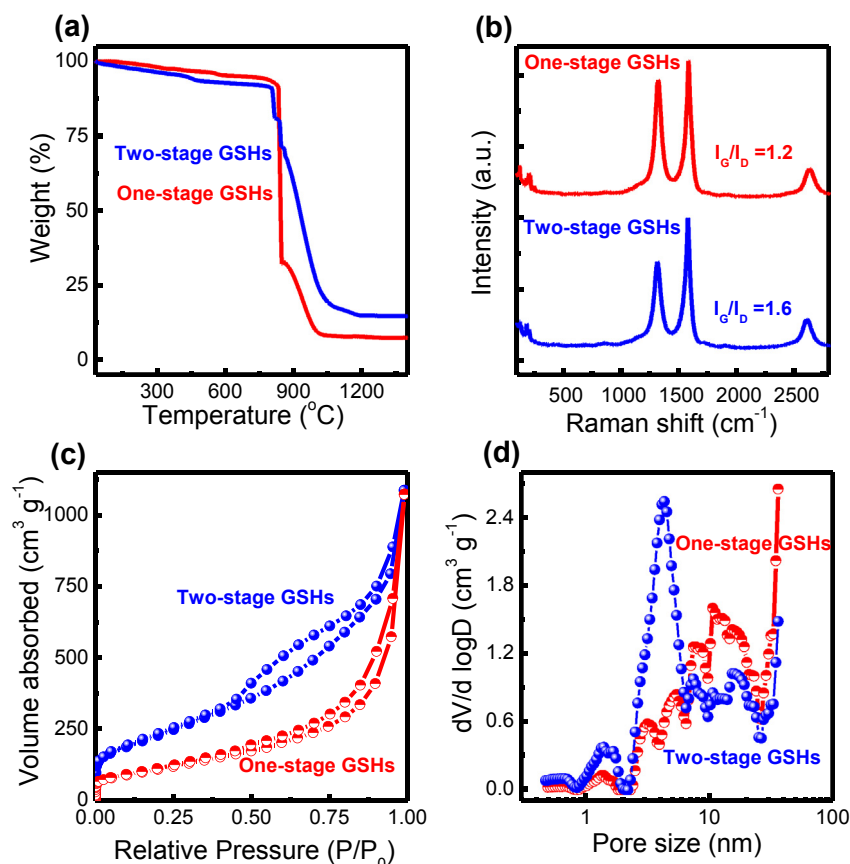 (a)
100
75
50
25
0
Weight (%)
Two-stage GSHs
One-stage GSHs
300 600 900 1200
Temperature (°C)
(b)
One-stage GSHs
I_G/I_D =1.2
Two-stage GSHs
I_G/I_D =1.6
Intensity (a.u.)
500 1000 1500 2000 2500
Raman shift (cm⁻¹)
(c)
1000
750
500
250
0
Volume absorbed (cm³ g⁻¹)
Two-stage GSHs
One-stage GSHs
0.00 0.25 0.50 0.75 1.00
Relative Pressure (P/P₀)
(d)
2.4
1.8
1.2
0.6
0.0
dV/d logD (cm³ g⁻¹)
One-stage GSHs
Two-stage GSHs
1 10 100
Pore size (nm)